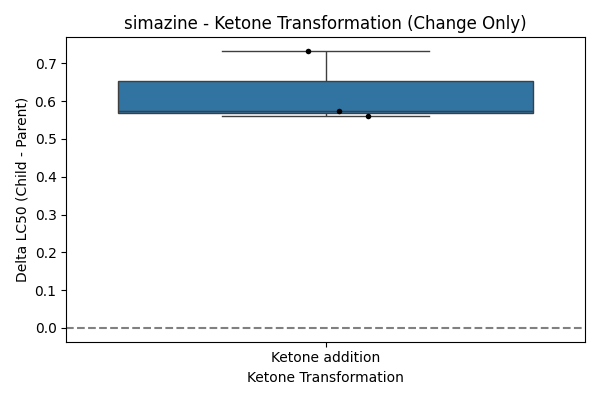 simazine - Ketone Transformation (Change Only)
Delta LC50 (Child - Parent)
0.7
0.6
0.5
0.4
0.3
0.2
0.1
0.0
Ketone addition
Ketone Transformation